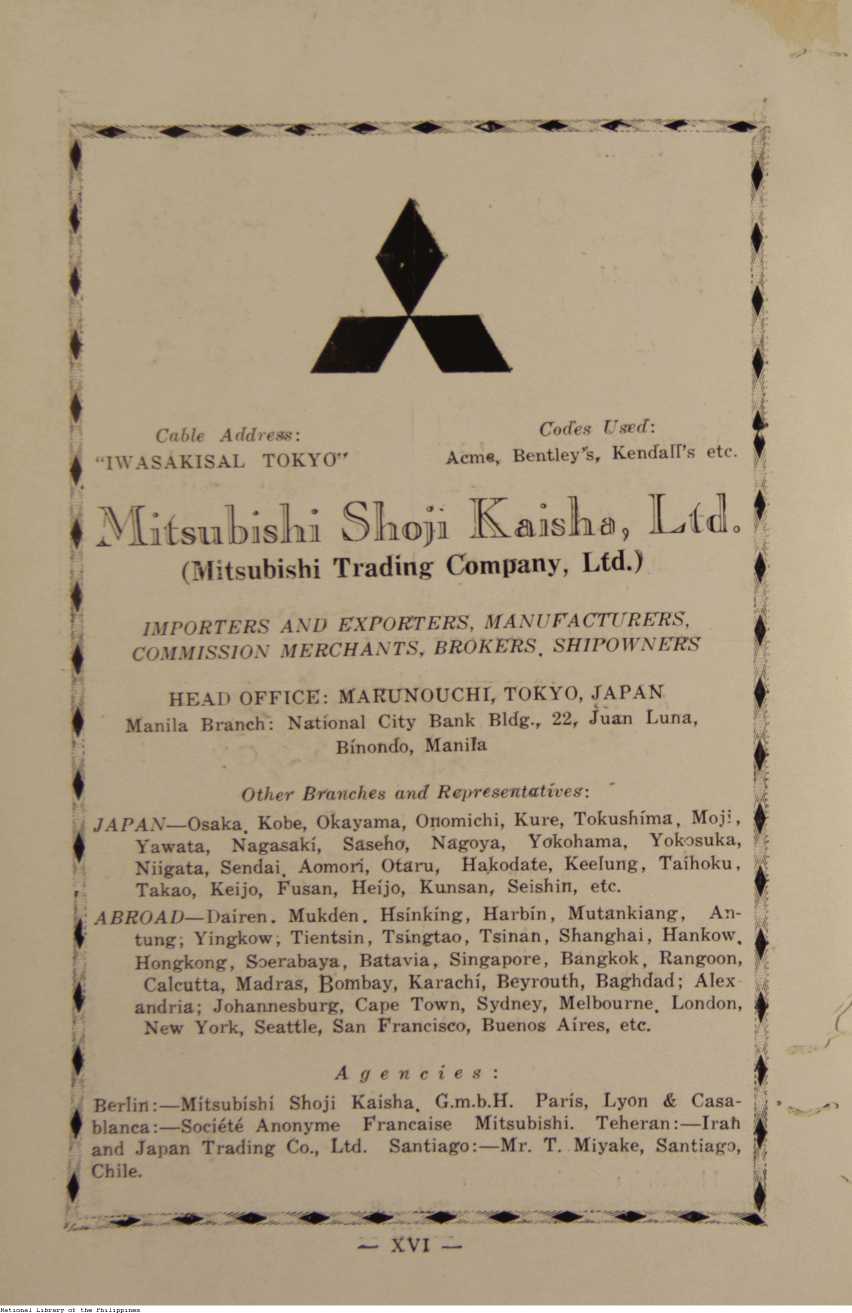 Cable Address:
"IWASAKISAL TOKYO"
Codes Used:
Acme, Bentley's, Kendall's etc.
Mitsubishi Shoji Kaisha, Ltd.
(Mitsubishi Trading Company, Ltd.)
IMPORTERS AND EXPORTERS, MANUFACTURERS,
COMMISSION MERCHANTS, BROKERS, SHIPOWNERS
HEAD OFFICE: MARUNOUCHI, TOKYO, JAPAN
Manila Branch: National City Bank Bldg., 22, Juan Luna,
Binondo, Manila
Other Branches and Representatives:
JAPAN—Osaka, Kobe, Okayama, Onomichi, Kure, Tokushima, Moji,
Yawata, Nagasaki, Saseho, Nagoya, Yokohama, Yokosuka,
Niigata, Sendai, Aomori, Otaru, Hakodate, Keelung, Taihoku,
Takao, Keijo, Fusan, Heijo, Kunsan, Seishin, etc.
ABROAD—Dairen, Mukden, Hsinking, Harbin, Mutankiang, An-
tung; Yingkow; Tientsin, Tsingtao, Tsinan, Shanghai, Hankow,
Hongkong, Soerabaya, Batavia, Singapore, Bangkok, Rangoon,
Calcutta, Madras, Bombay, Karachi, Beyrouth, Baghdad; Alex
andria; Johannesburg, Cape Town, Sydney, Melbourne, London,
New York, Seattle, San Francisco, Buenos Aires, etc.
Agencies:
Berlin:—Mitsubishi Shoji Kaisha, G.m.b.H. Paris, Lyon & Casa-
blanca:—Société Anonyme Francaise Mitsubishi. Teheran:—Irah
and Japan Trading Co., Ltd. Santiago:—Mr. T. Miyake, Santiago,
Chile.
— XVI —
National Library of the Philippines